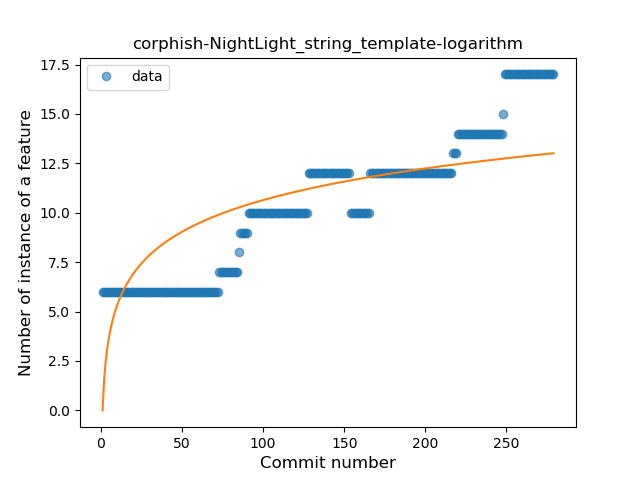 corphish-NightLight_string_template-logarithm
data
Number of instance of a feature
17.5
15.0
12.5
10.0
7.5
5.0
2.5
0.0
0 50 100 150 200 250
Commit number